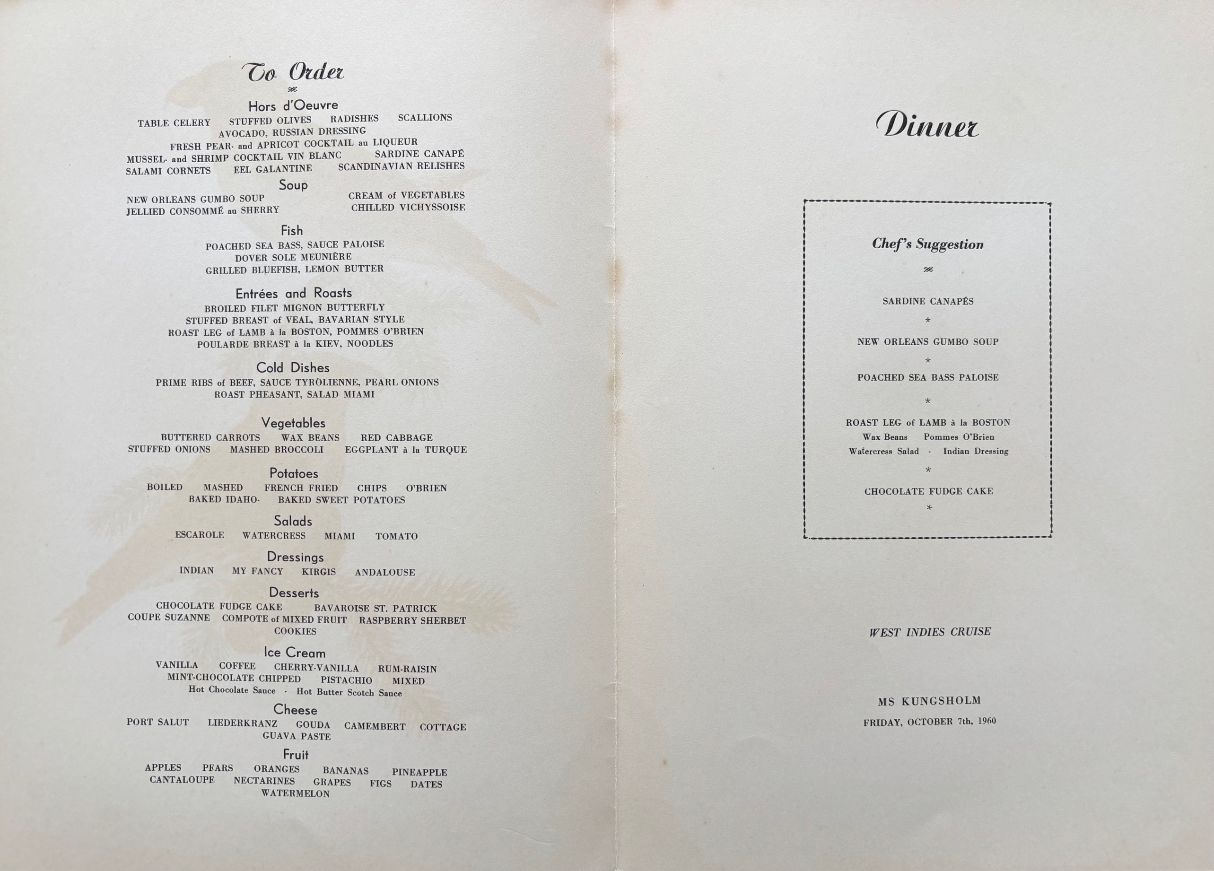 To Order
Hors d'Oeuvre
TABLE CELERY STUFFED OLIVES RADISHES SCALLIONS
AVOCADO, RUSSIAN DRESSING
FRESH PEAR- and APRICOT COCKTAIL au LIQUEUR
MUSSEL- and SHRIMP COCKTAIL VIN BLANC SARDINE CANAPÉ
SALAMI CORNETS EEL GALANTINE SCANDINAVIAN RELISHES
Soup
NEW ORLEANS GUMBO SOUP CREAM of VEGETABLES
JELLIED CONSOMMÉ au SHERRY CHILLED VICHYSSOISE
Fish
POACHED SEA BASS, SAUCE PALOISE
DOVER SOLE MEUNIÈRE
GRILLED BLUEFISH, LEMON BUTTER
Entrées and Roasts
BROILED FILET MIGNON BUTTERFLY
STUFFED BREAST of VEAL, BAVARIAN STYLE
ROAST LEG of LAMB à la BOSTON, POMMES O'BRIEN
POULARDE BREAST à la KIEV, NOODLES
Cold Dishes
PRIME RIBS of BEEF, SAUCE TYROLIENNE, PEARL ONIONS
ROAST PHEASANT, SALAD MIAMI
Vegetables
BUTTERED CARROTS WAX BEANS RED CABBAGE
STUFFED ONIONS MASHED BROCCOLI EGGPLANT à la TURQUE
Potatoes
BOILED MASHED FRENCH FRIED CHIPS O'BRIEN
BAKED IDAHO- BAKED SWEET POTATOES
Salads
ESCAROLE WATERCRESS MIAMI TOMATO
Dressings
INDIAN MY FANCY KIRGIS ANDALOUSE
Desserts
CHOCOLATE FUDGE CAKE BAVAROISE ST. PATRICK
COUPE SUZANNE COMPOTE of MIXED FRUIT RASPBERRY SHERBET
COOKIES
Ice Cream
VANILLA COFFEE CHERRY-VANILLA RUM-RAISIN
MINT-CHOCOLATE CHIPPED PISTACHIO MIXED
Hot Chocolate Sauce · Hot Butter Scotch Sauce
Cheese
PORT SALUT LIEDERKRANZ GOUDA CAMEMBERT COTTAGE
GUAVA PASTE
Fruit
APPLES PEARS ORANGES BANANAS PINEAPPLE
CANTALOUPE NECTARINES GRAPES FIGS DATES
WATERMELON
Dinner
Chef's Suggestion
SARDINE CANAPÉS
*
NEW ORLEANS GUMBO SOUP
*
POACHED SEA BASS PALOISE
*
ROAST LEG of LAMB à la BOSTON
Wax Beans Pommes O'Brien
Watercress Salad · Indian Dressing
*
CHOCOLATE FUDGE CAKE
*
WEST INDIES CRUISE
MS KUNGSHOLM
FRIDAY, OCTOBER 7th, 1960